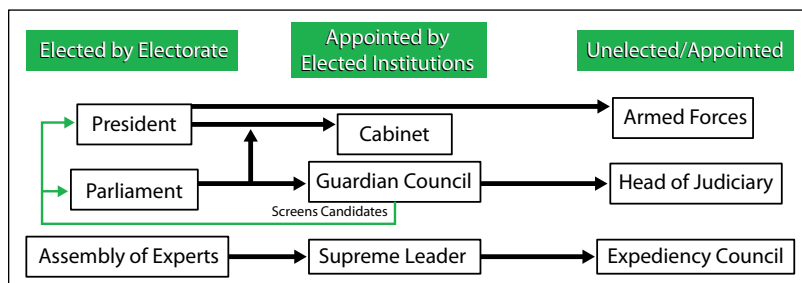 Elected by Electorate
Appointed by
Elected Institutions
Unelected/Appointed
President
Cabinet
Armed Forces
Parliament
Guardian Council
Head of Judiciary
Screens Candidates
Assembly of Experts
Supreme Leader
Expediency Council